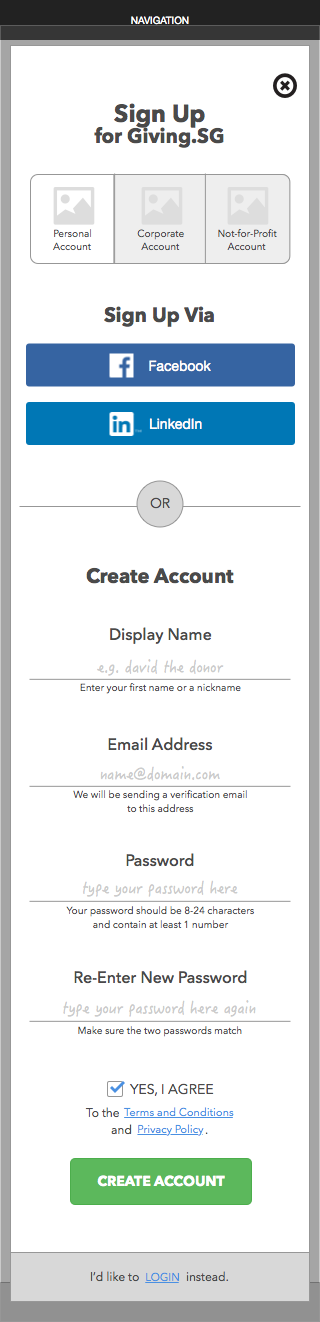 NAVIGATION
Sign Up
for Giving.SG
Personal
Account
Corporate
Account
Not-for-Profit
Account
Sign Up Via
Facebook
in LinkedIn
OR
Create Account
Display Name
e.g. david the donor
Enter your first name or a nickname
Email Address
name@domain.com
We will be sending a verification email
to this address
Password
type your password here
Your password should be 8-24 characters
and contain at least 1 number
Re-Enter New Password
type your password here again
Make sure the two passwords match
YES, I AGREE
To the Terms and Conditions
and Privacy Policy.
CREATE ACCOUNT
I'd like to LOGIN instead.